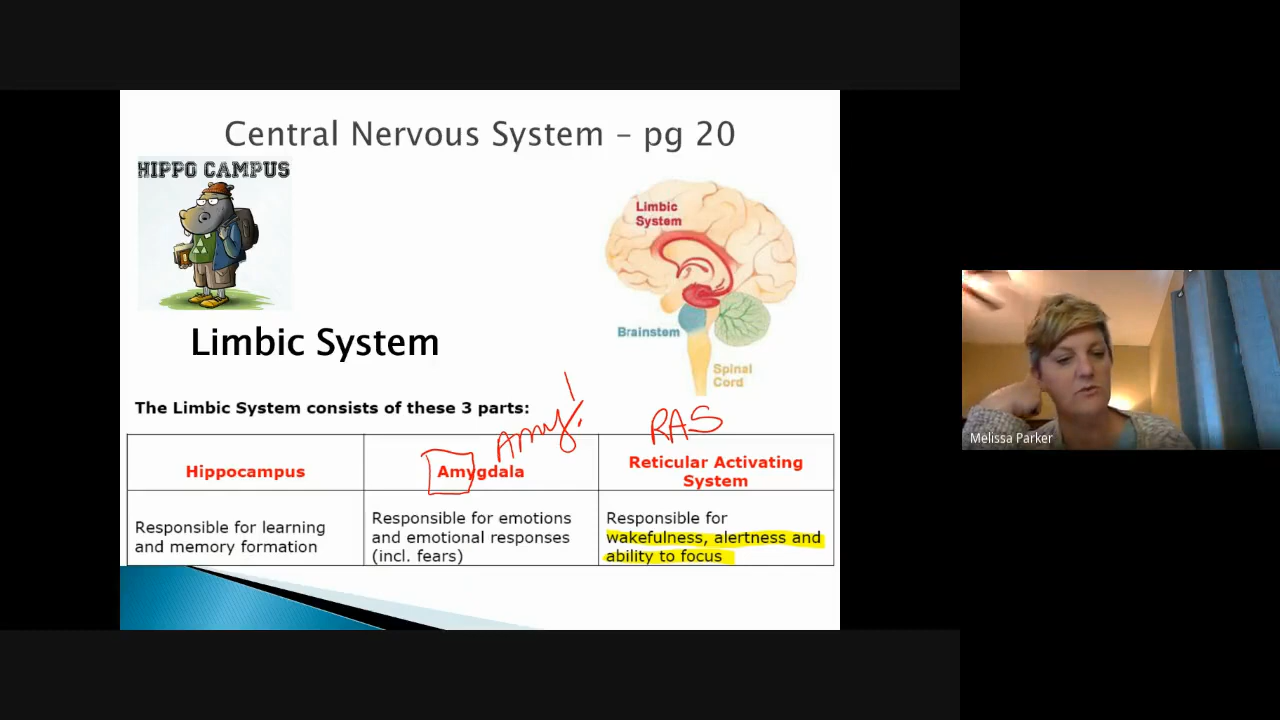 Central Nervous System – pg 20
HIPPO CAMPUS
Limbic
System
Brainstem
Spinal
Cord
Limbic System
The Limbic System consists of these 3 parts:
Amy!
RAS
Hippocampus
Amygdala
Reticular Activating
System
Responsible for learning
and memory formation
Responsible for emotions
and emotional responses
(incl. fears)
Responsible for
wakefulness, alertness and
ability to focus
Melissa Parker